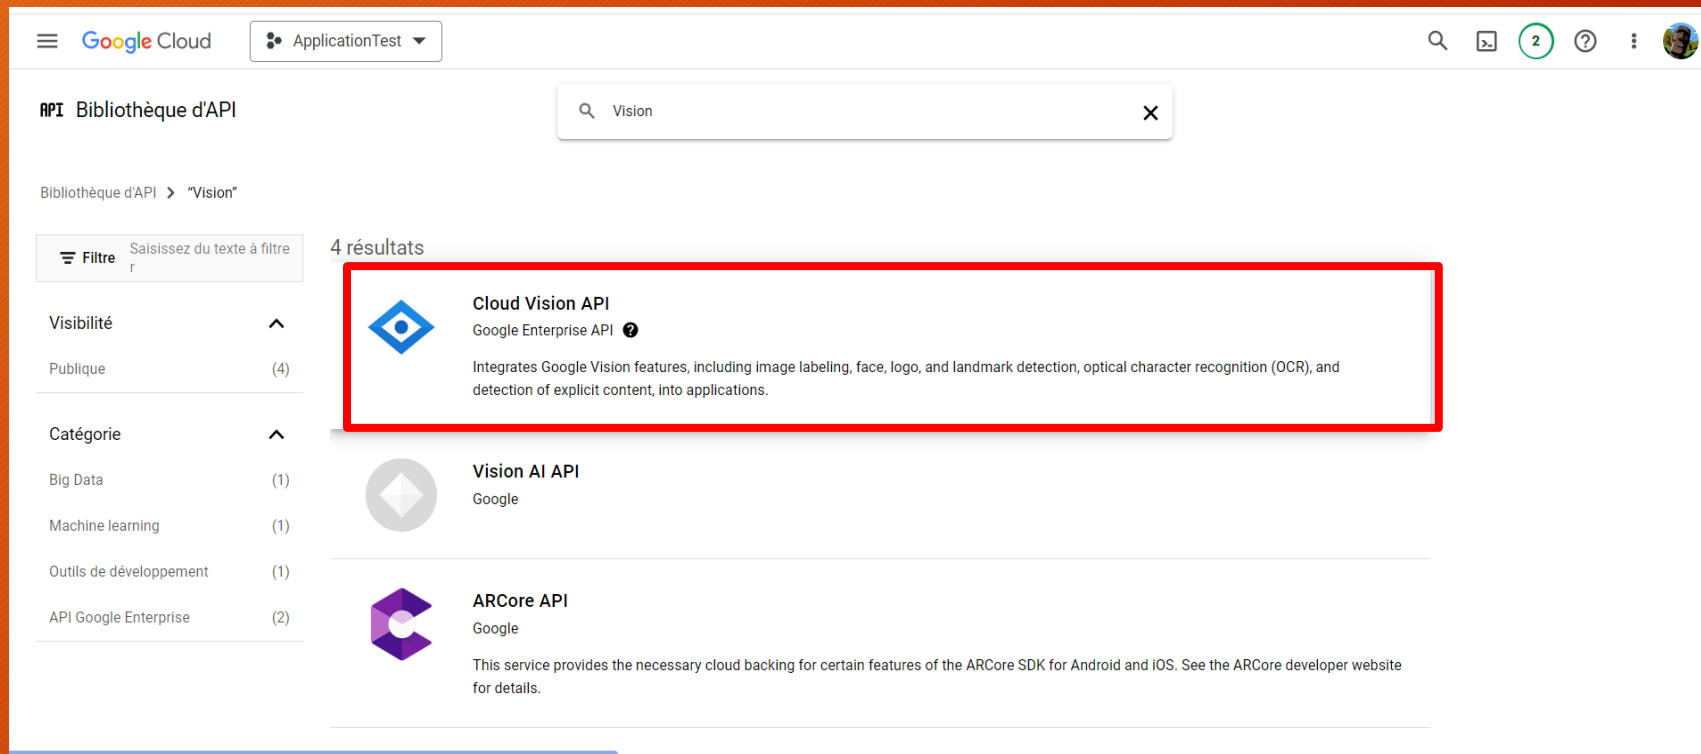 Google Cloud
ApplicationTest
2
API Bibliothèque d'API
Vision
Bibliothèque d'API > "Vision"
Filtre Saisissez du texte à filtre
r
4 résultats
Visibilité
Publique (4)
Catégorie
Big Data (1)
Machine learning (1)
Outils de développement (1)
API Google Enterprise (2)
Cloud Vision API
Google Enterprise API
Integrates Google Vision features, including image labeling, face, logo, and landmark detection, optical character recognition (OCR), and
detection of explicit content, into applications.
Vision AI API
Google
ARCore API
Google
This service provides the necessary cloud backing for certain features of the ARCore SDK for Android and iOS. See the ARCore developer website
for details.